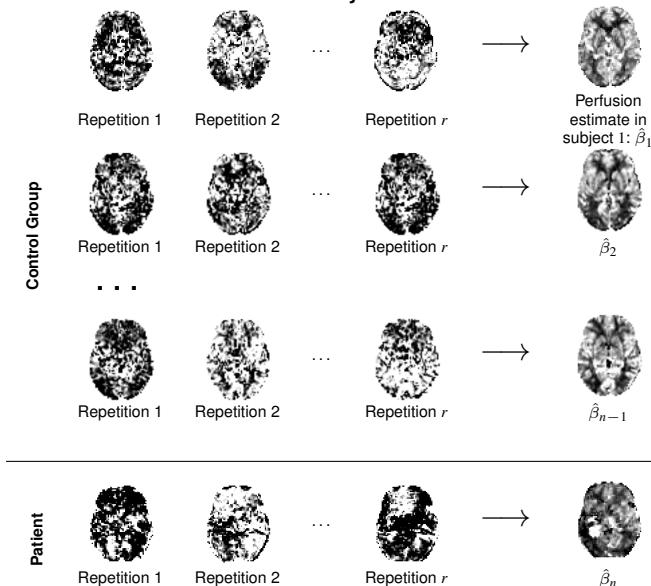 Repetition 1 Repetition 2 ... Repetition r
Perfusion
estimate in
subject 1: β̂₁
Control Group
Repetition 1 Repetition 2 ... Repetition r β̂₂
. . .
Repetition 1 Repetition 2 ... Repetition r β̂ₙ₋₁
Patient
Repetition 1 Repetition 2 ... Repetition r β̂ₙ